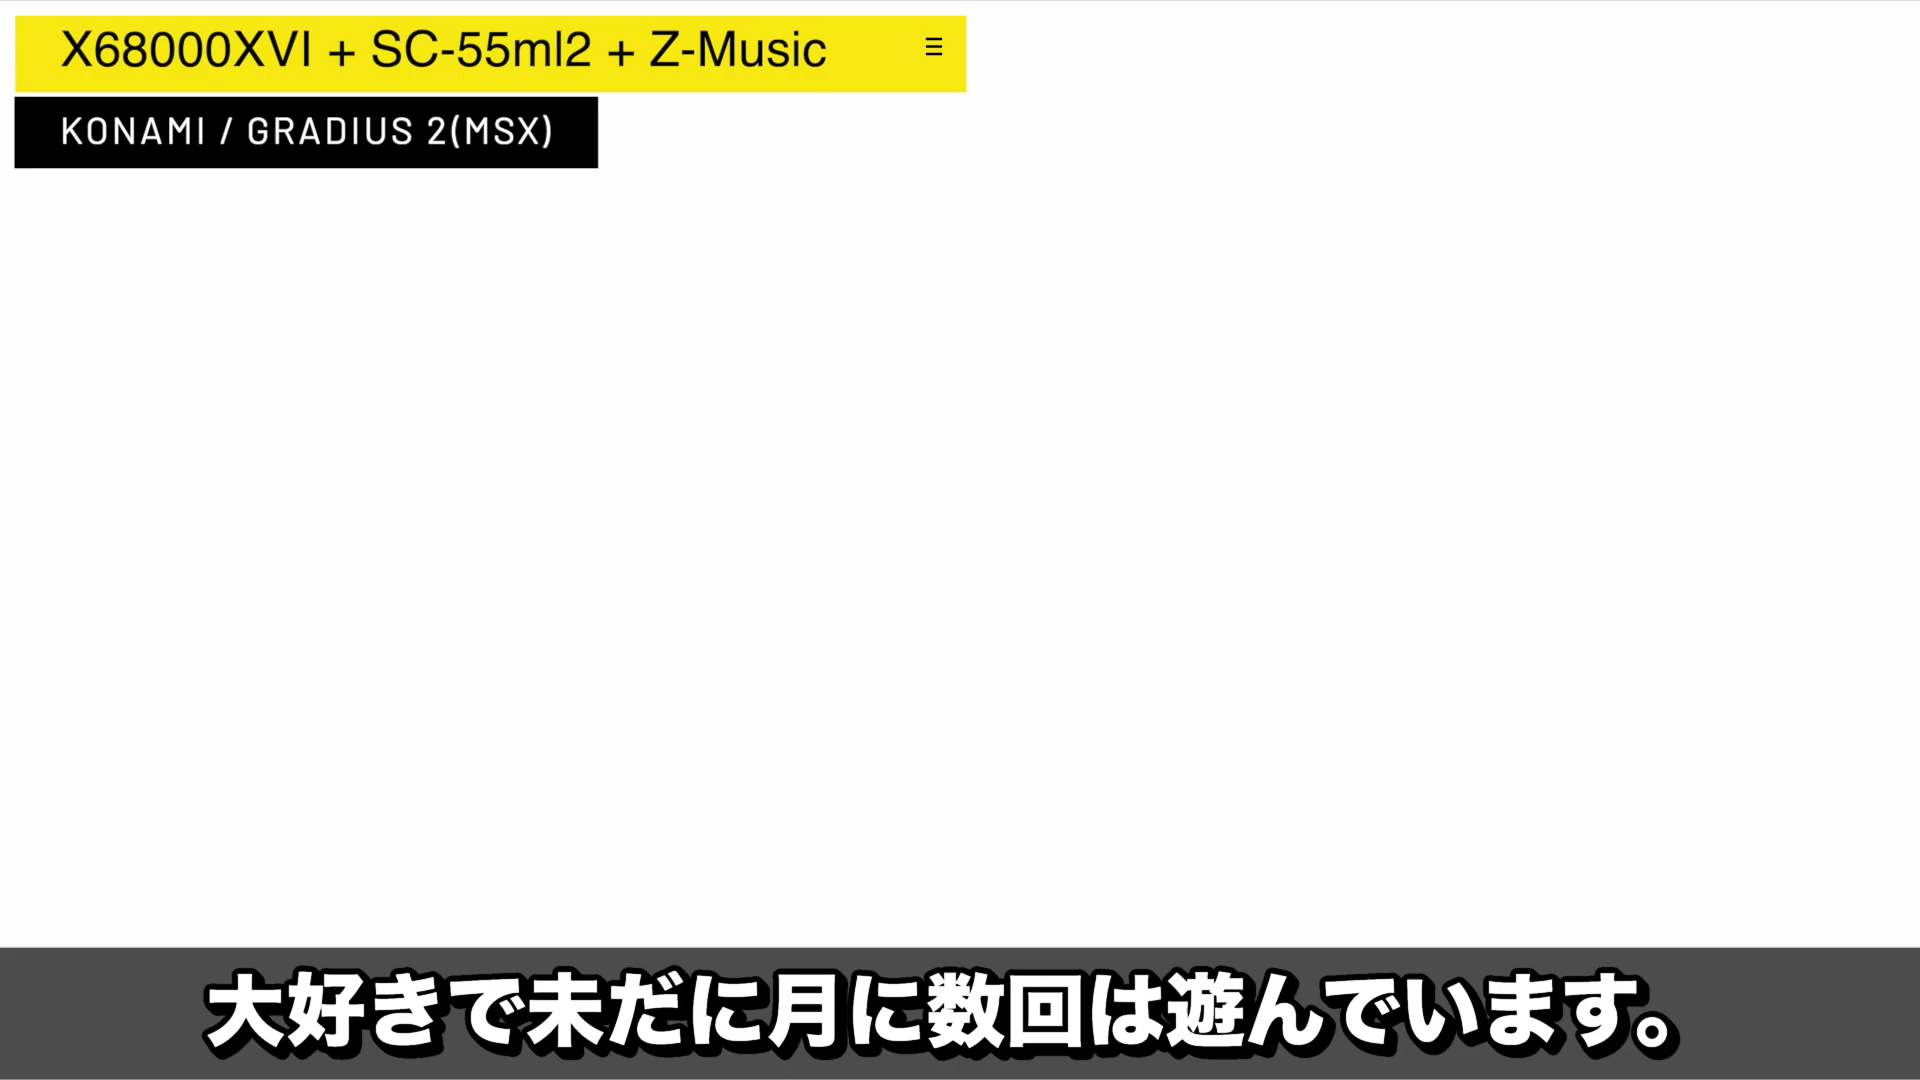 X68000XVI + SC-55ml2 + Z-Music
KONAMI / GRADIUS 2(MSX)
大好きで未だに月に数回は遊んでいます。